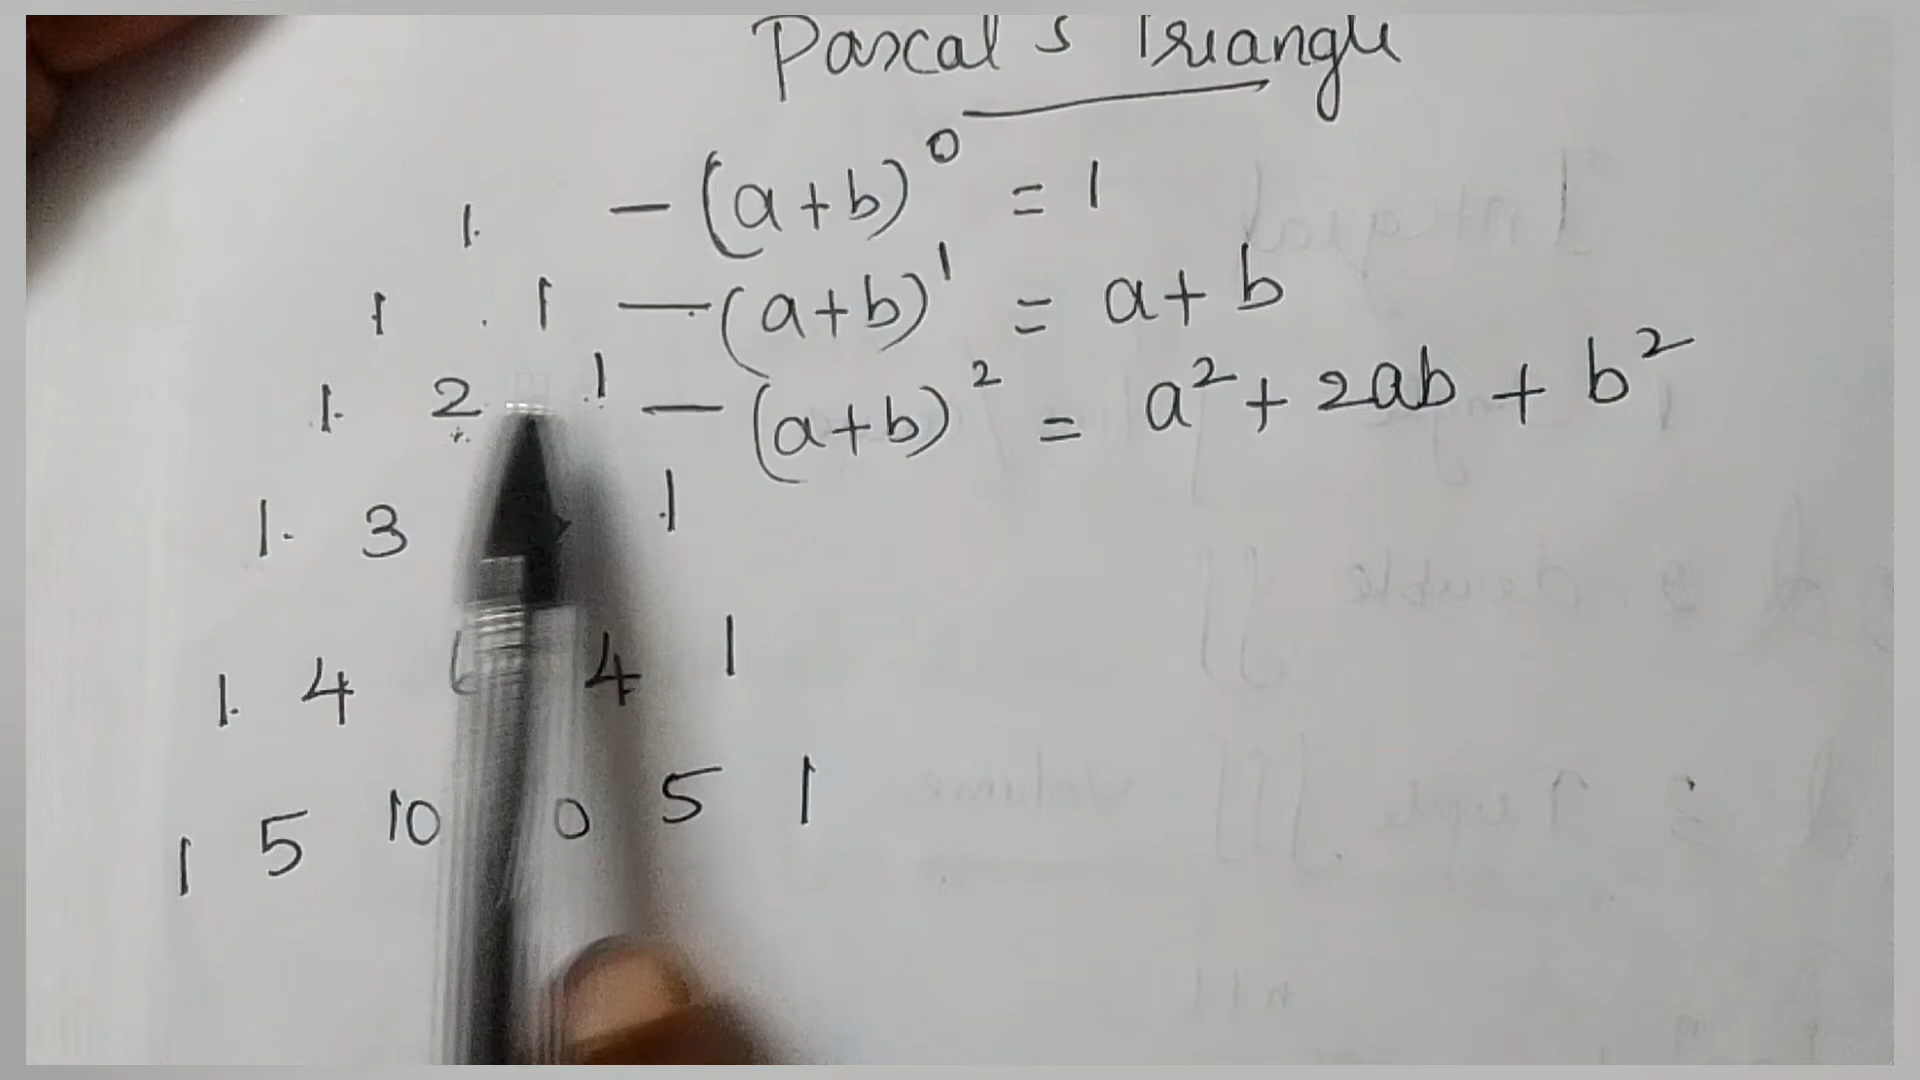 Pascal's Triangle
1. - (a+b)⁰ = 1
1 . 1 - (a+b)¹ = a + b
1. 2 1 - (a+b)² = a² + 2ab + b²
1. 3 1
1. 4 4 1
1 5 10 0 5 1